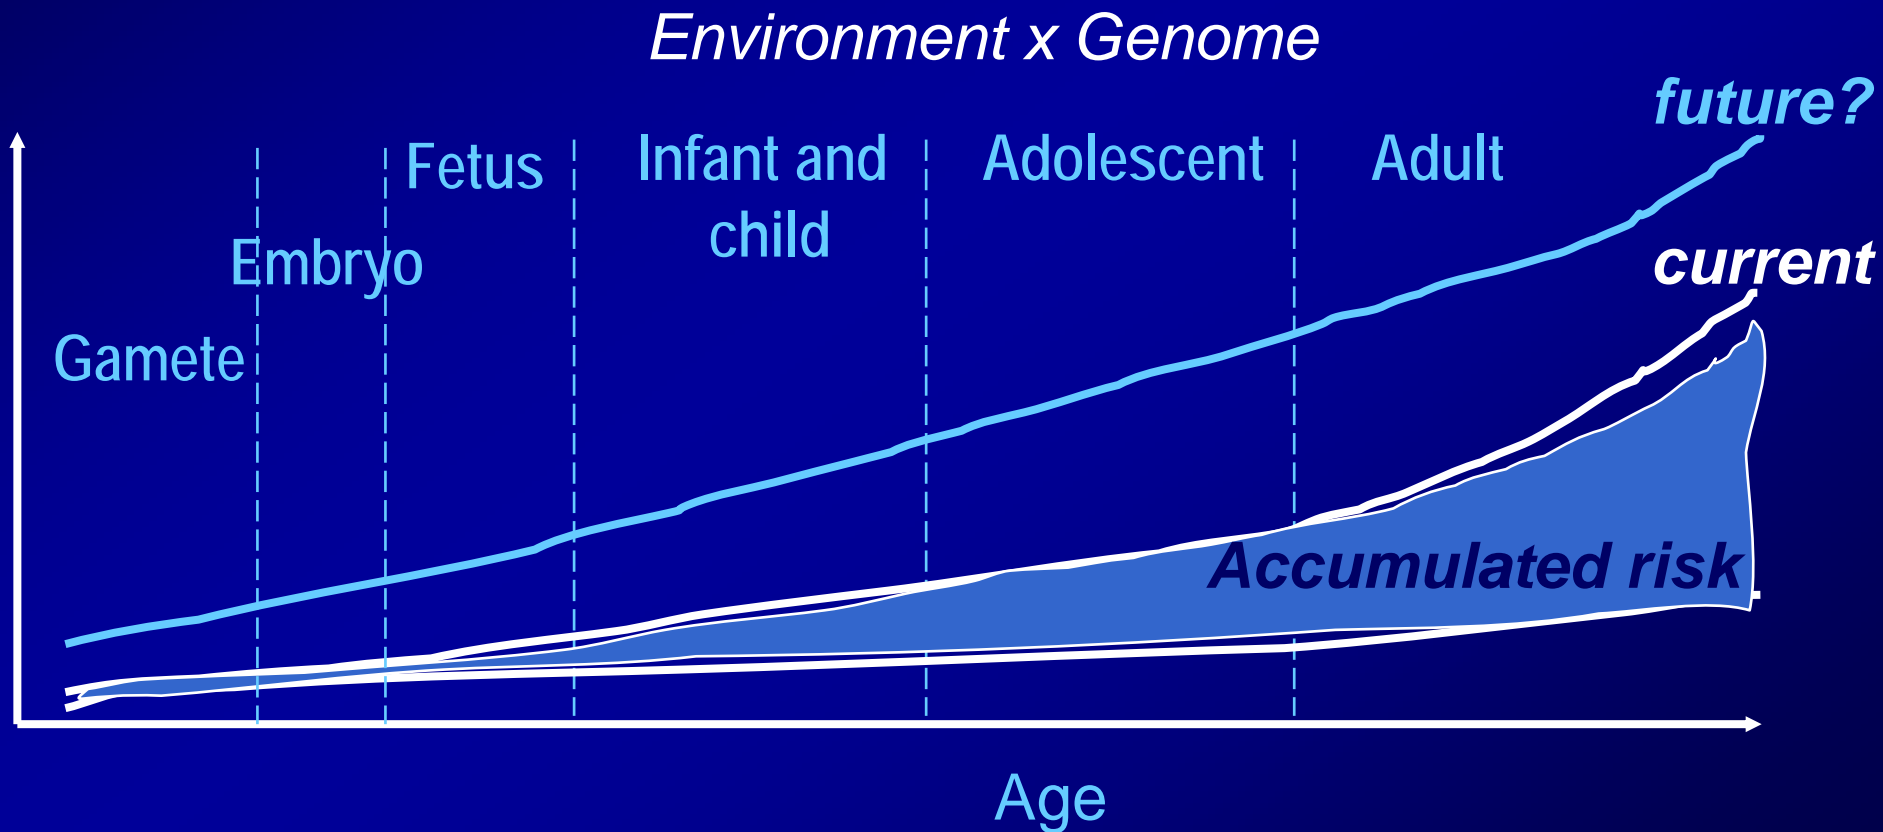 Environment x Genome
future?
Fetus
Infant and
child
Adolescent
Adult
Embryo
current
Gamete
Accumulated risk
Age